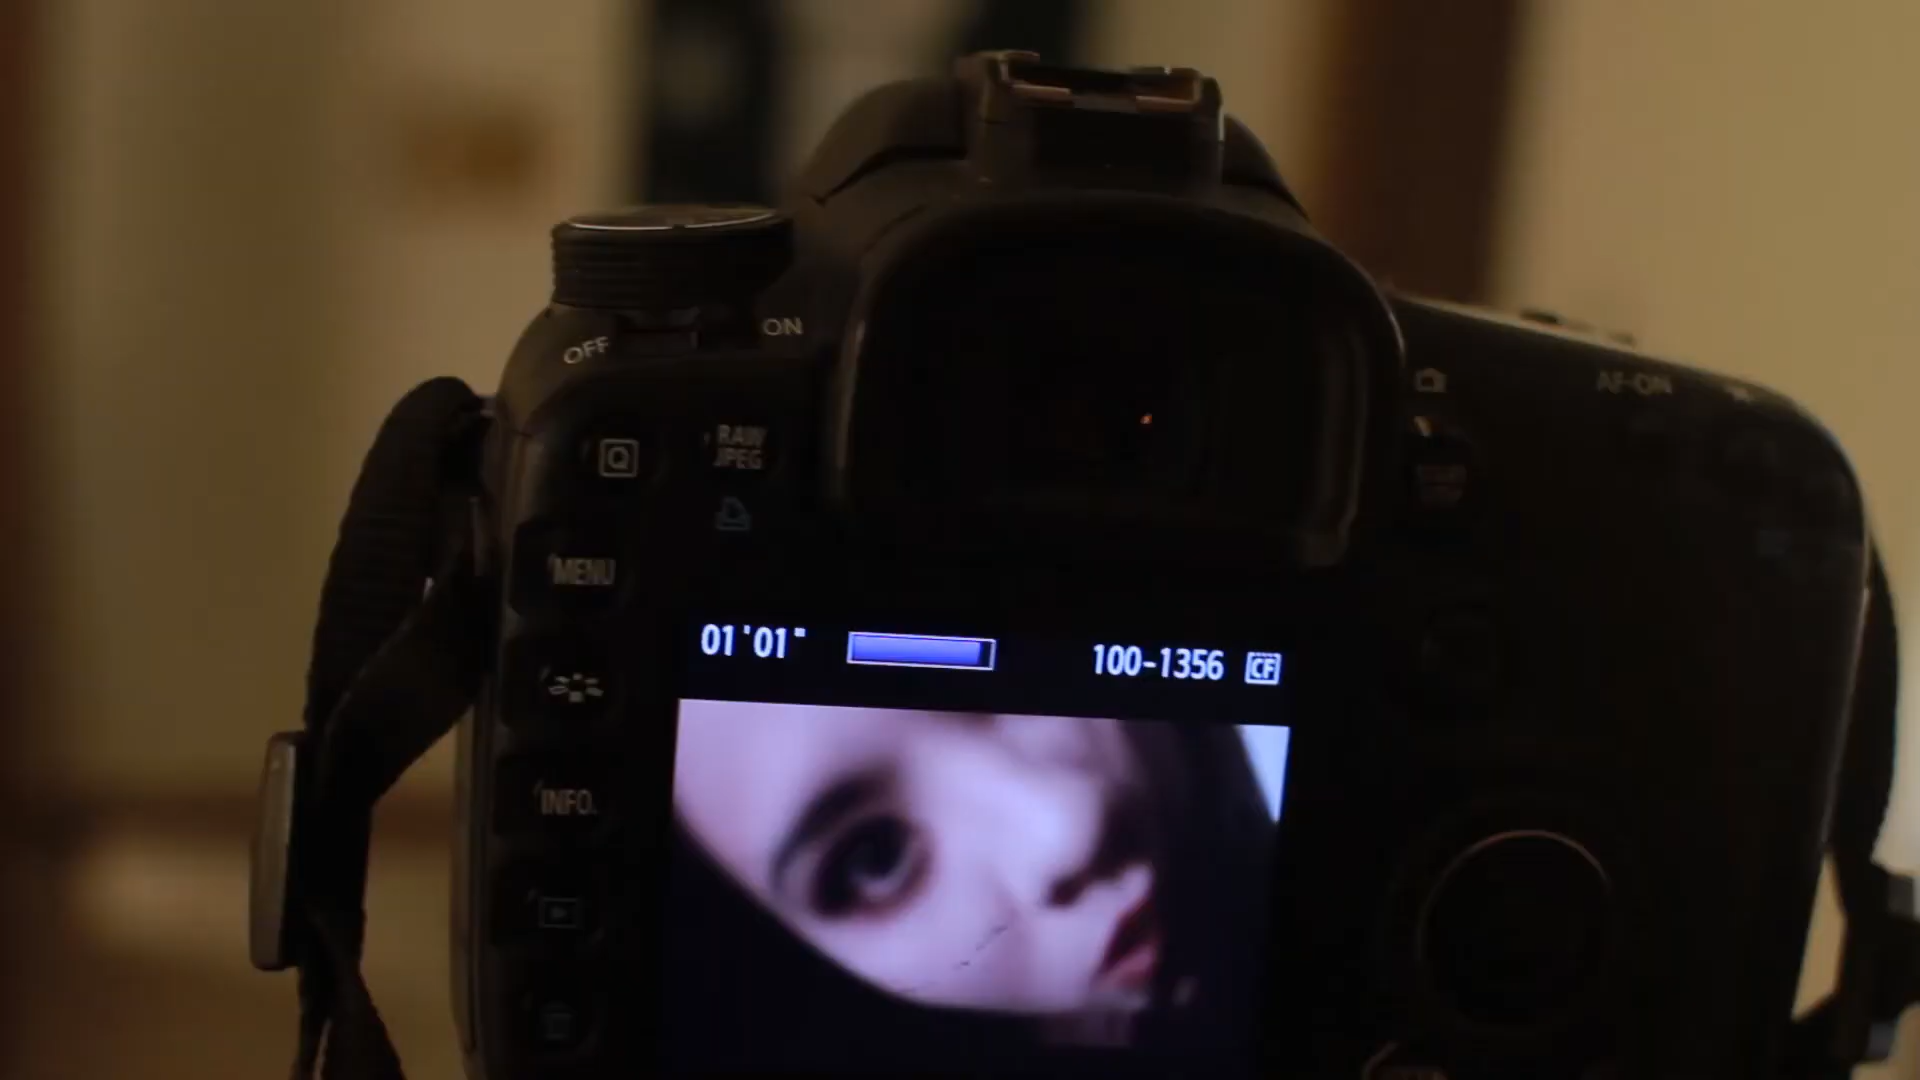 ON
OFF
AF-ON
Q
RAW
JPEG
MENU
01'01"
100-1356 CF
INFO.